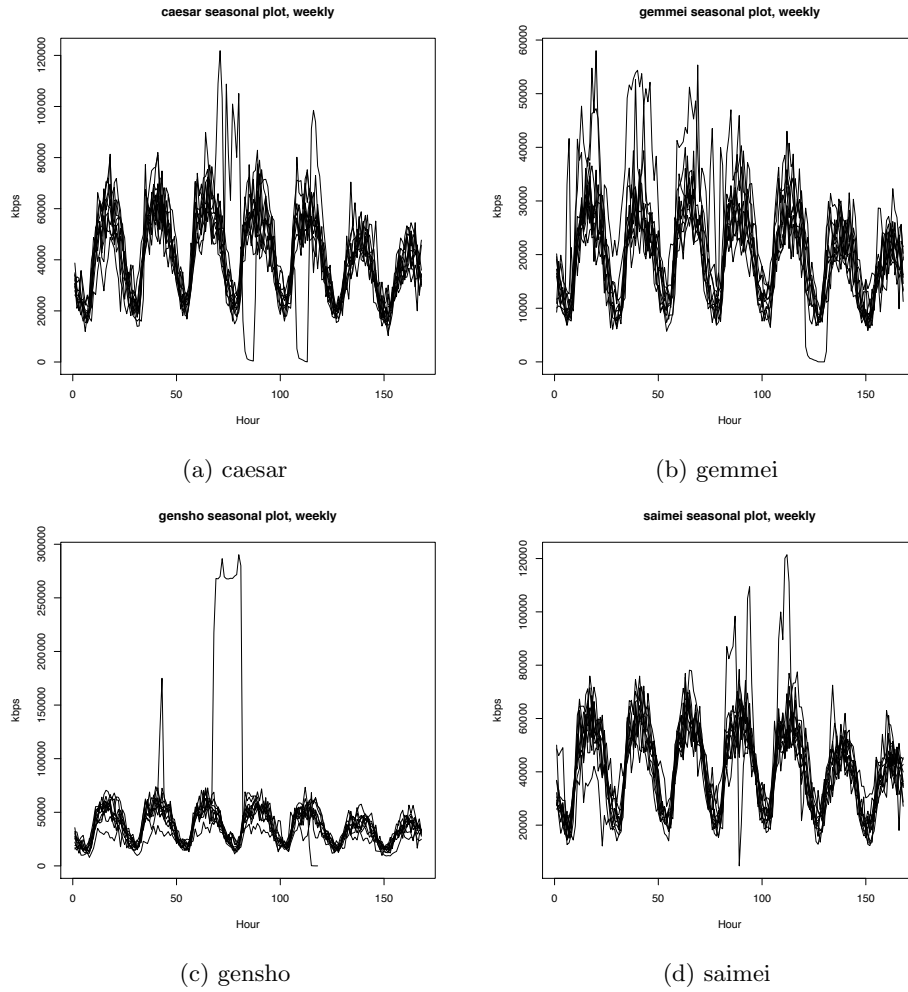 caesar seasonal plot, weekly
kbps
120000
100000
80000
60000
40000
20000
0
0 50 100 150
Hour
(a) caesar
gemmei seasonal plot, weekly
kbps
60000
50000
40000
30000
20000
10000
0
0 50 100 150
Hour
(b) gemmei
gensho seasonal plot, weekly
kbps
300000
250000
200000
150000
100000
50000
0
0 50 100 150
Hour
(c) gensho
saimei seasonal plot, weekly
kbps
120000
100000
80000
60000
40000
20000
0 50 100 150
Hour
(d) saimei